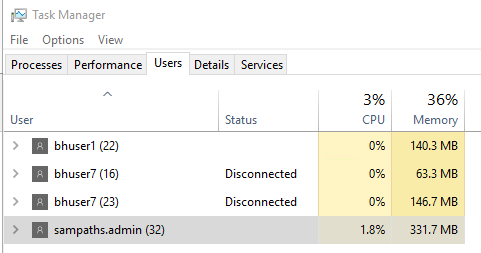 Task Manager
File Options View
Processes Performance Users Details Services
3% 36%
User Status CPU Memory
bhuser1 (22) 0% 140.3 MB
bhuser7 (16) Disconnected 0% 63.3 MB
bhuser7 (23) Disconnected 0% 146.7 MB
sampaths.admin (32) 1.8% 331.7 MB